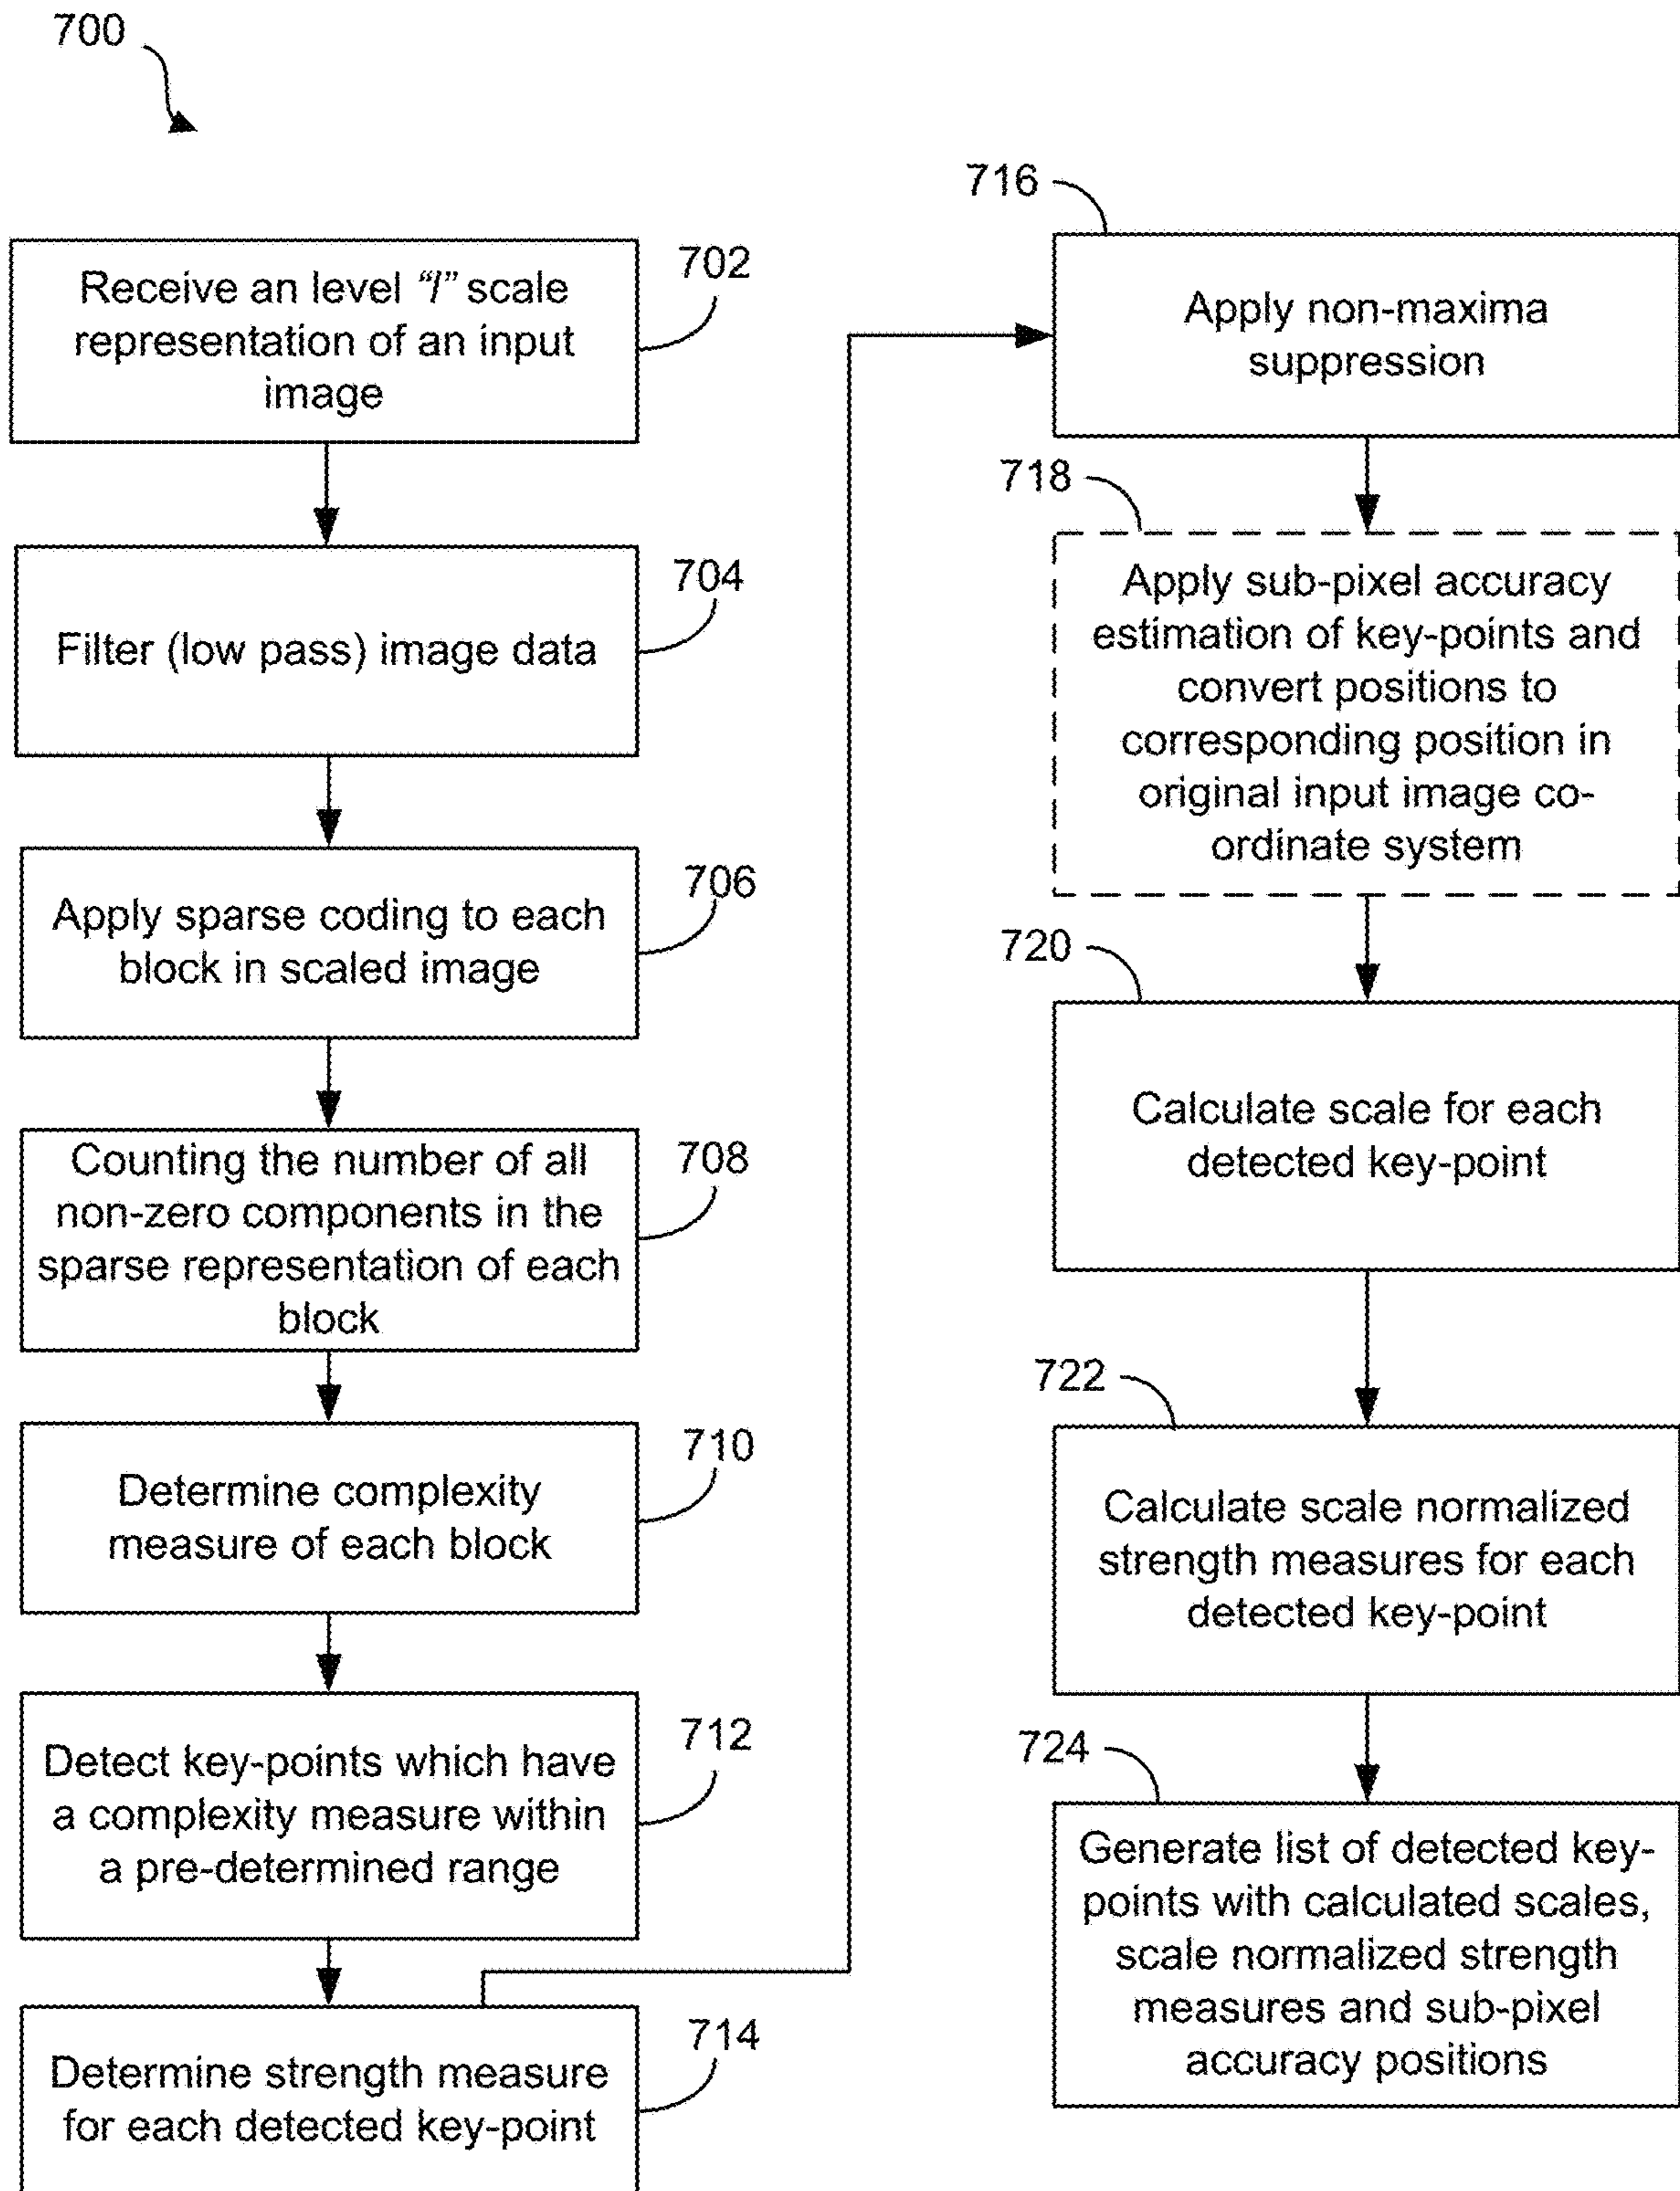 700
Receive an level "l" scale
representation of an input
image
702
Filter (low pass) image data
704
Apply sparse coding to each
block in scaled image
706
Counting the number of all
non-zero components in the
sparse representation of each
block
708
Determine complexity
measure of each block
710
Detect key-points which have
a complexity measure within
a pre-determined range
712
Determine strength measure
for each detected key-point
714
716
Apply non-maxima
suppression
718
Apply sub-pixel accuracy
estimation of key-points and
convert positions to
corresponding position in
original input image co-
ordinate system
720
Calculate scale for each
detected key-point
722
Calculate scale normalized
strength measures for each
detected key-point
724
Generate list of detected key-
points with calculated scales,
scale normalized strength
measures and sub-pixel
accuracy positions